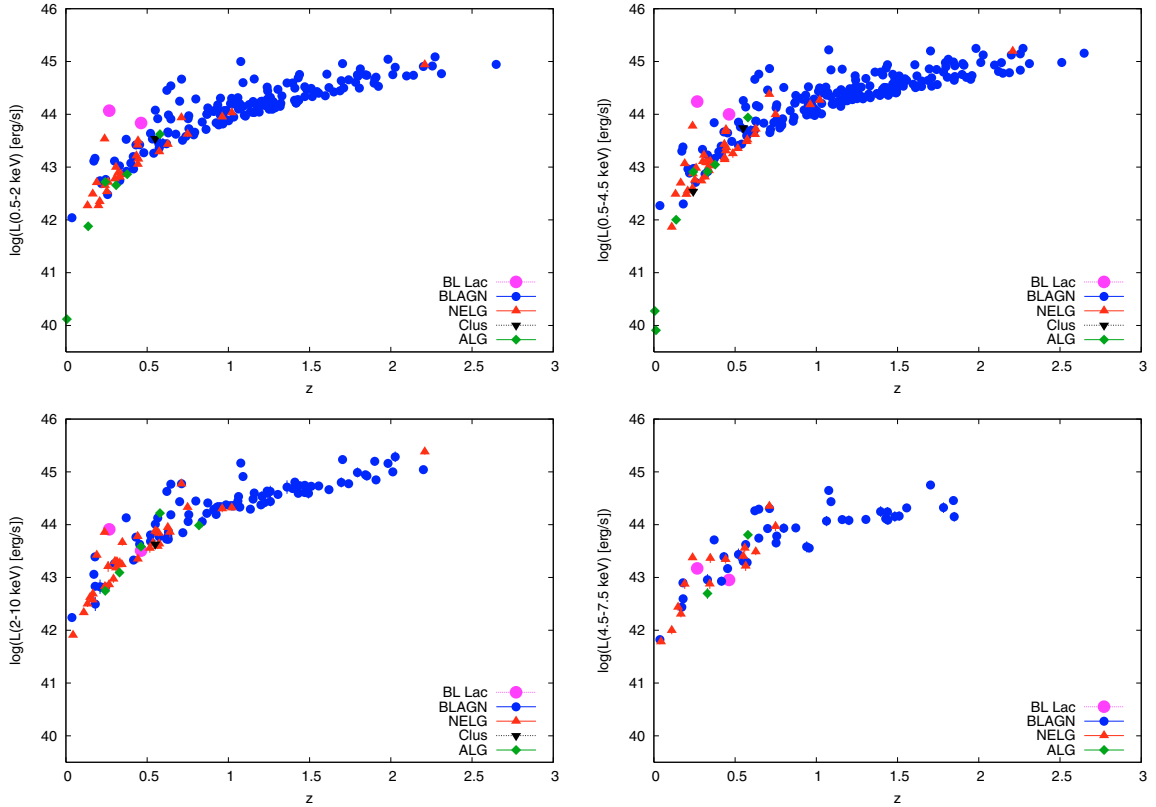 46
45
44
43
42
41
40
log(L(0.5-2 keV) [erg/s])
0 0.5 1 1.5 2 2.5 3
z
BL Lac
BLAGN
NELG
Clus
ALG
46
45
44
43
42
41
40
log(L(0.5-4.5 keV) [erg/s])
0 0.5 1 1.5 2 2.5 3
z
BL Lac
BLAGN
NELG
Clus
ALG
46
45
44
43
42
41
40
log(L(2-10 keV) [erg/s])
0 0.5 1 1.5 2 2.5 3
z
BL Lac
BLAGN
NELG
Clus
ALG
46
45
44
43
42
41
40
log(L(4.5-7.5 keV) [erg/s])
0 0.5 1 1.5 2 2.5 3
z
BL Lac
BLAGN
NELG
ALG